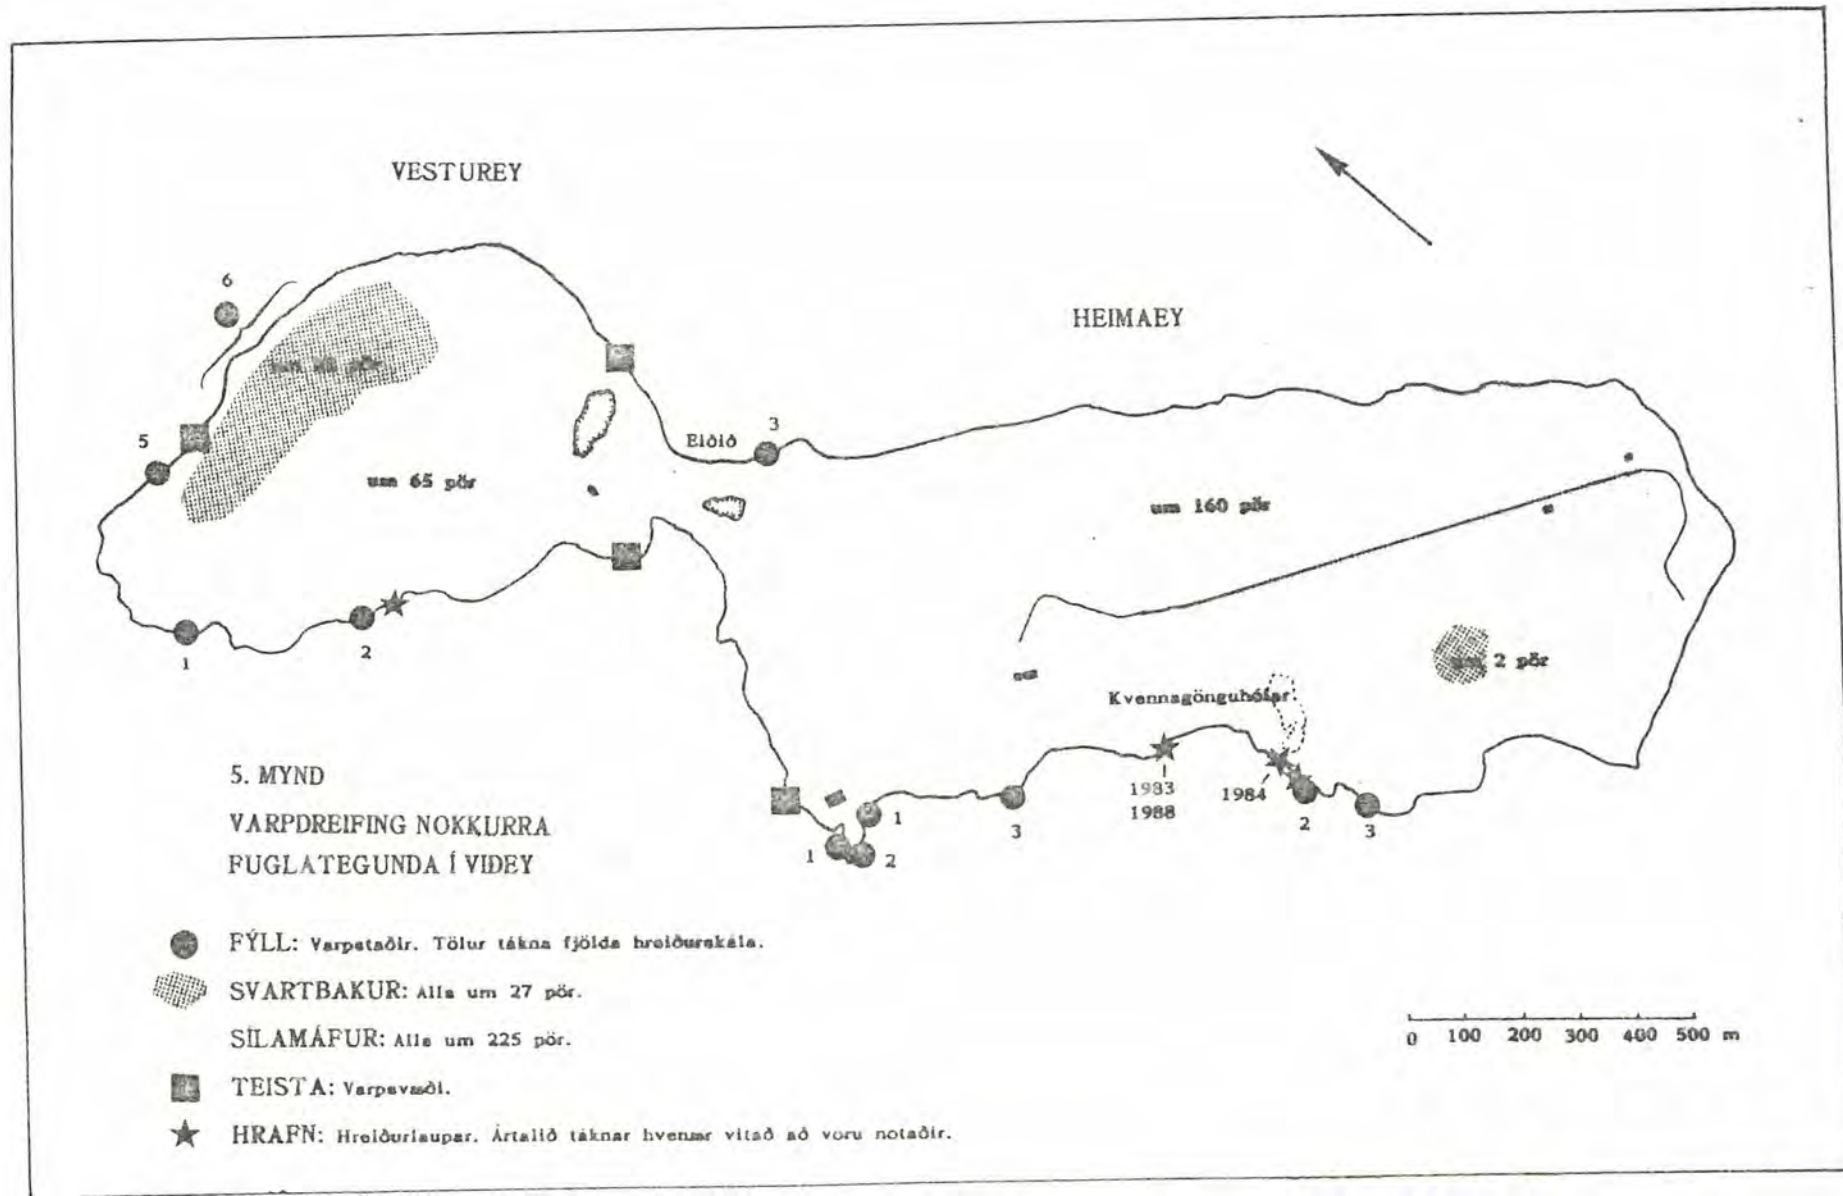 VESTUREY
HEIMAEY
6
5
3
Eiðið
um 65 pör
um 160 pör
um 2 pör
1
2
Kvennagönguhólar
1983
1988
1984
1
1
2
3
2
3
5. MYND
VARPDREIFING NOKKURRA
FUGLATEGUNDA Í VIÐEY
FÝLL: Varpstaðir. Tölur tákna fjölda hreiðurskála.
SVARTBAKUR: Alls um 27 pör.
SÍLAMÁFUR: Alls um 225 pör.
TEISTA: Varpsvæði.
HRAFN: Hreiðurlaupar. Ártalið táknar hvenær vitað að voru notaðir.
0 100 200 300 400 500 m